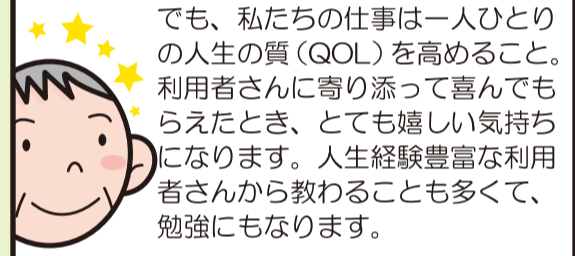 でも、私たちの仕事は一人ひとり
の人生の質（QOL）を高めること。
利用者さんに寄り添って喜んでも
らえたとき、とても嬉しい気持ち
になります。人生経験豊富な利用
者さんから教わることも多くて、
勉強にもなります。